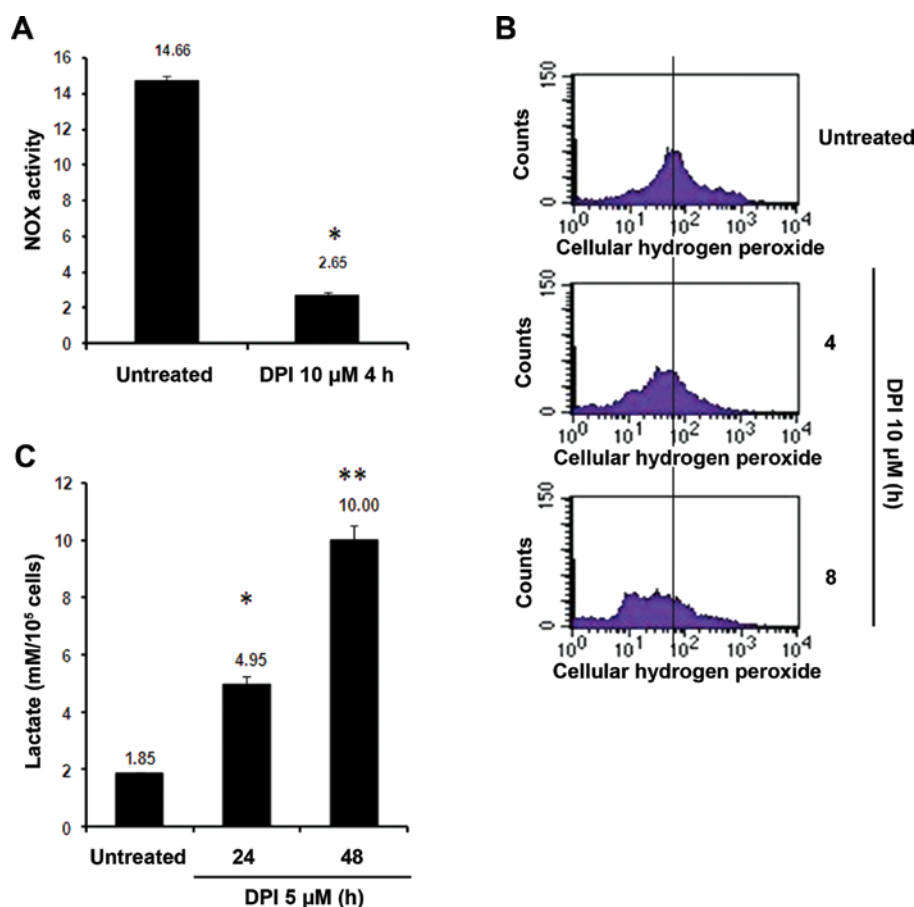 A
14.66
16
14
12
10
8
6
4
2
0
NOX activity
*
2.65
Untreated
DPI 10 µM 4 h
B
150
0
Counts
10⁰ 10¹ 10² 10³ 10⁴
Cellular hydrogen peroxide
Untreated
150
0
Counts
10⁰ 10¹ 10² 10³ 10⁴
Cellular hydrogen peroxide
4
150
0
Counts
10⁰ 10¹ 10² 10³ 10⁴
Cellular hydrogen peroxide
8
DPI 10 µM (h)
C
12
10
8
6
4
2
0
Lactate (mM/10⁵ cells)
1.85
*
4.95
**
10.00
Untreated
24
48
DPI 5 µM (h)